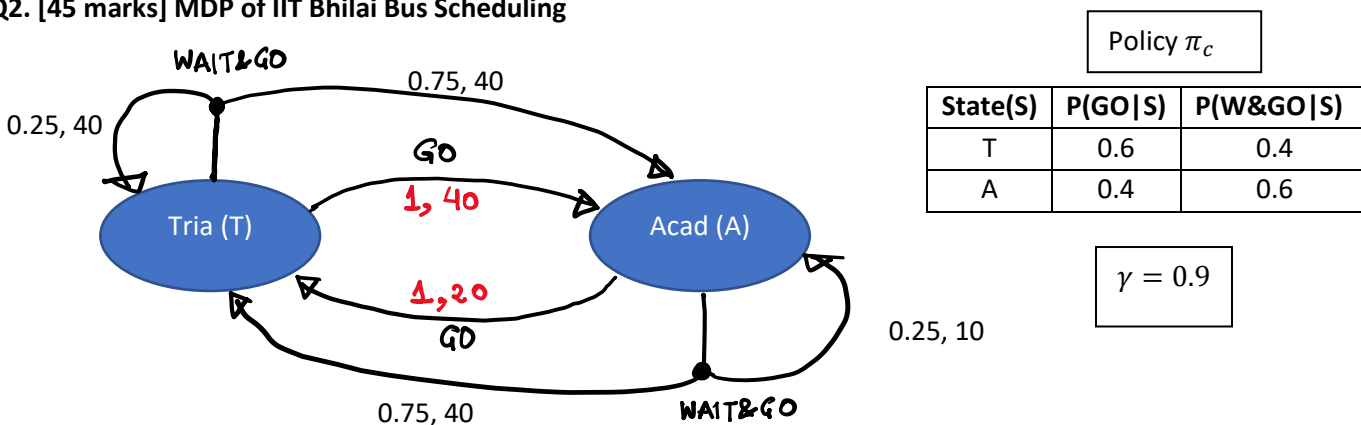 Q2. [45 marks] MDP of IIT Bhilai Bus Scheduling
Policy π_c
WAIT&GO
0.75, 40
0.25, 40
State(S) P(GO|S) P(W&GO|S)
T 0.6 0.4
A 0.4 0.6
GO
1, 40
Tria (T)
Acad (A)
γ = 0.9
1, 20
GO
0.25, 10
0.75, 40
WAIT&GO